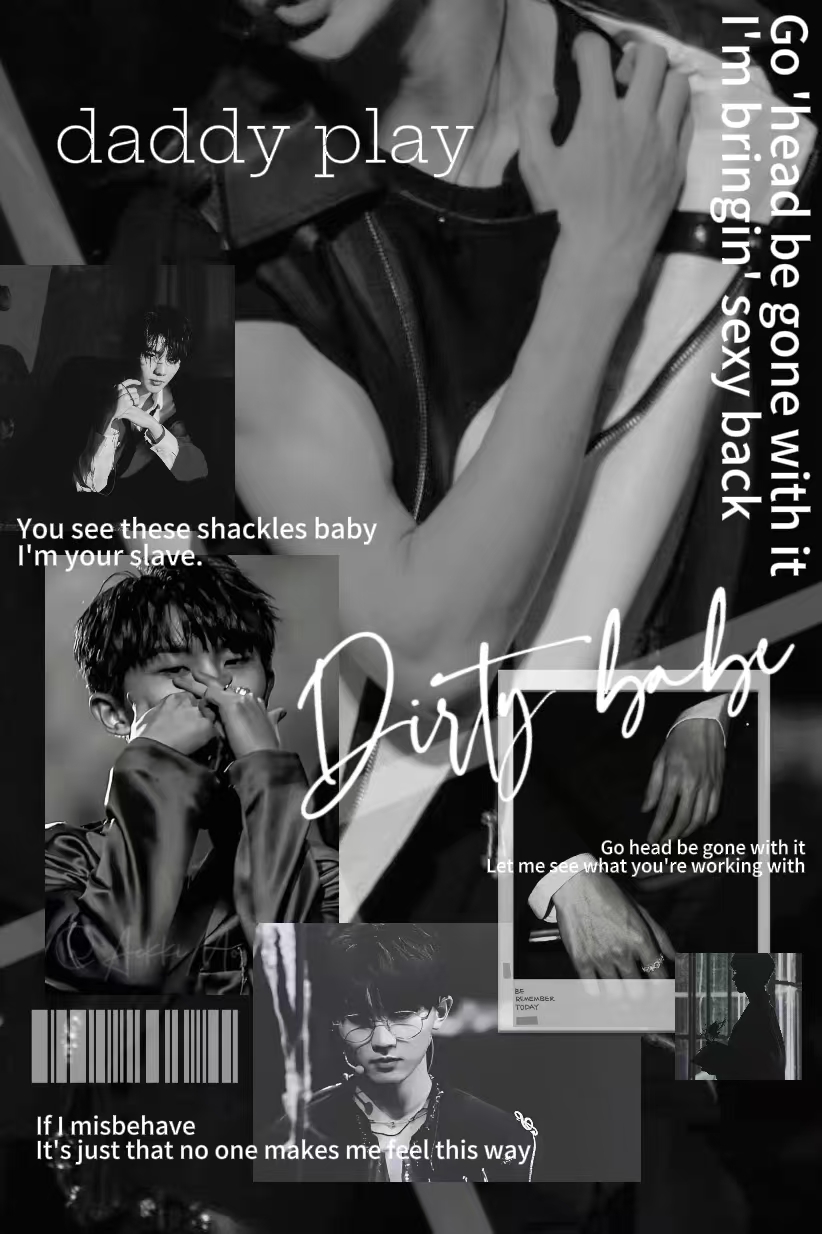 daddy play
Go 'head be gone with it
I'm bringin' sexy back
You see these shackles baby
I'm your slave.
Dirty babe
Go head be gone with it
Let me see what you're working with
BE
REMEMBER
TODAY
If I misbehave
It's just that no one makes me feel this way